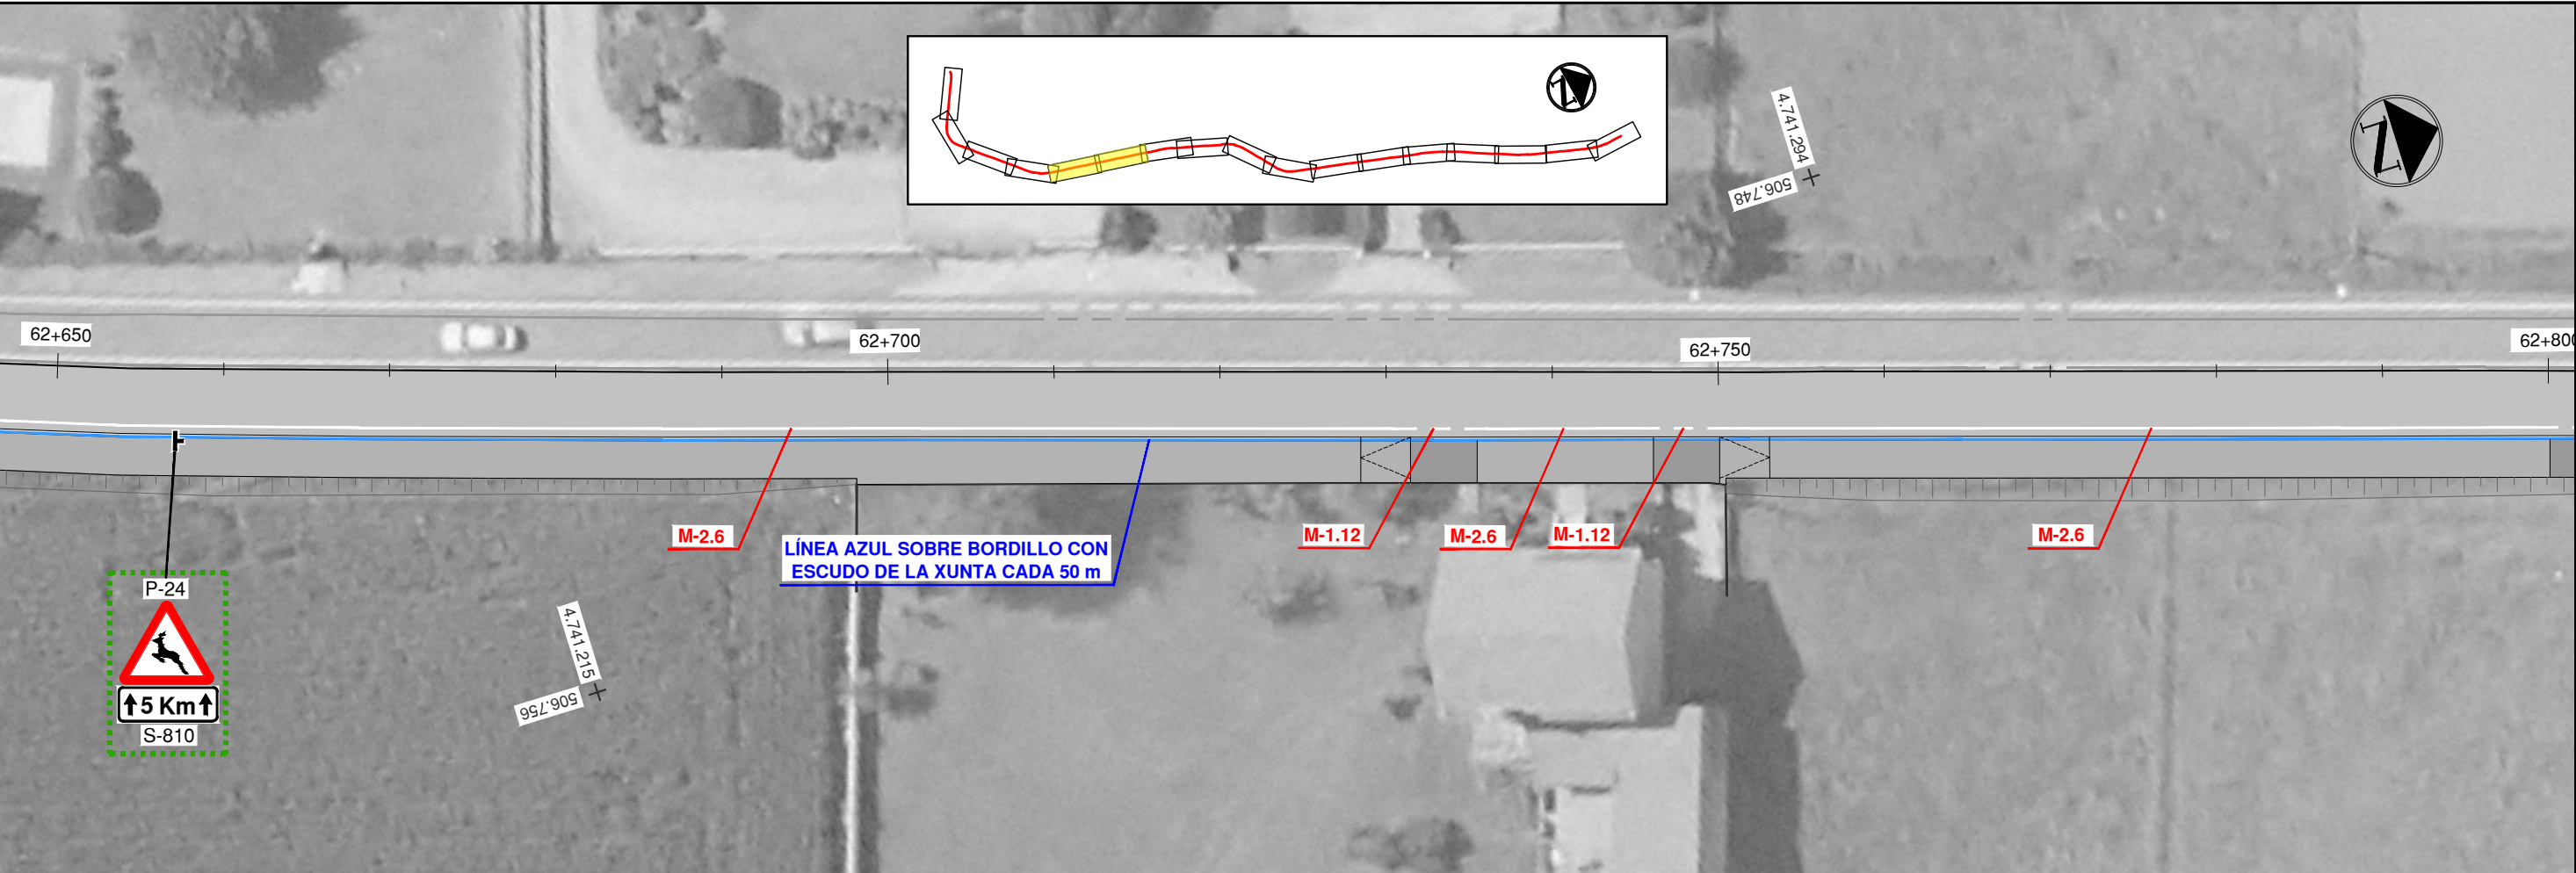 4.741.294
506.748
N
N
62+650
62+700
62+750
62+800
M-2.6
LÍNEA AZUL SOBRE BORDILLO CON
ESCUDO DE LA XUNTA CADA 50 m
M-1.12
M-2.6
M-1.12
M-2.6
P-24
5 Km
S-810
4.741.215
506.756